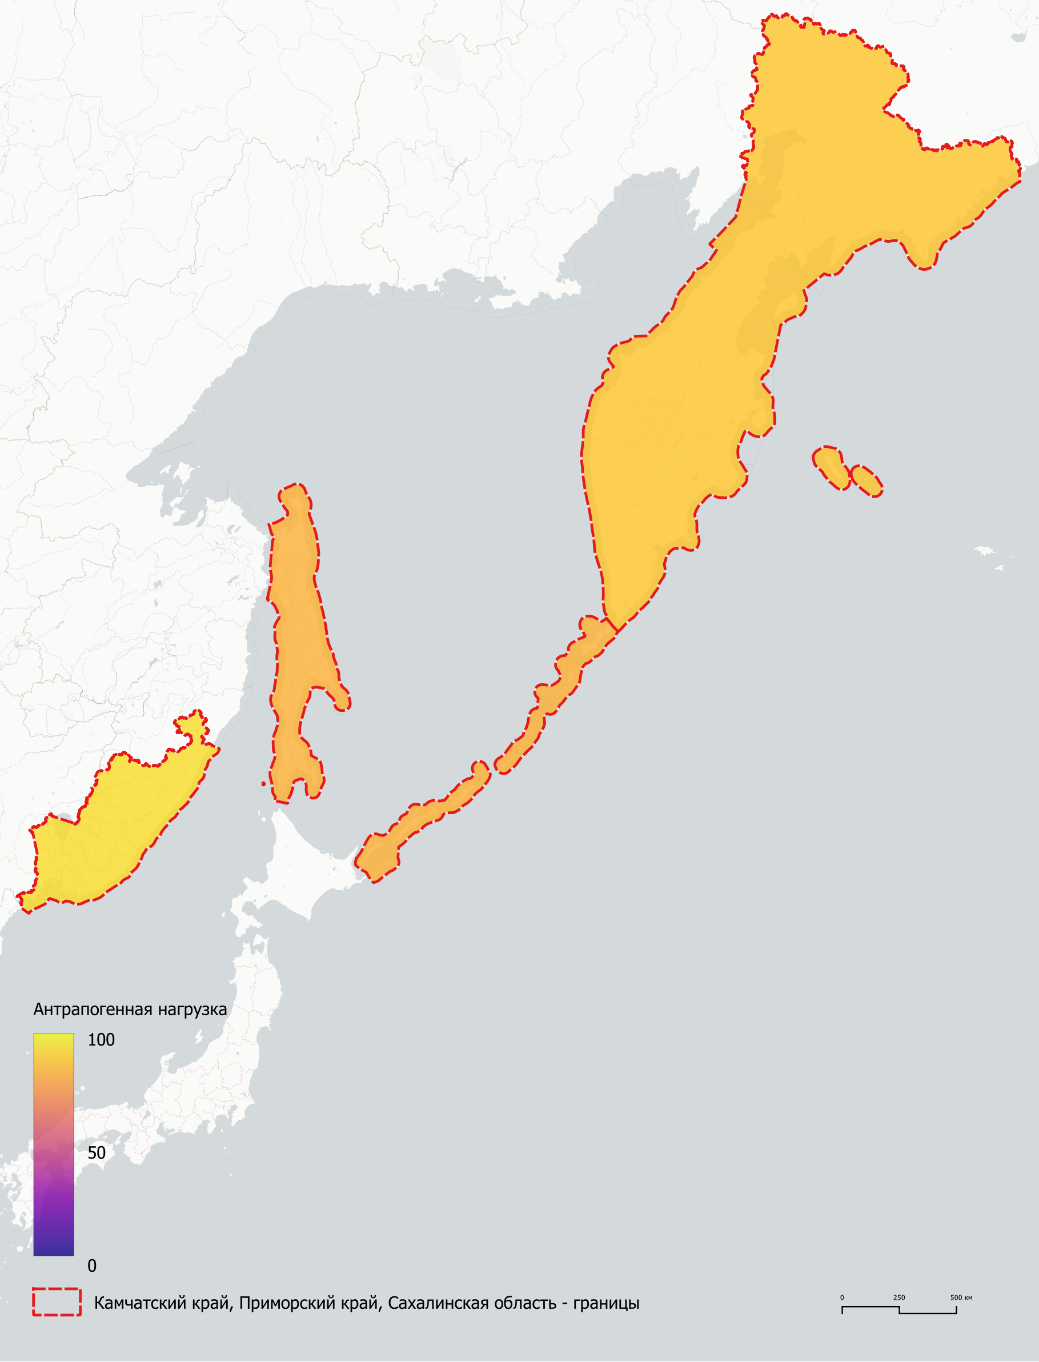 Антрапогенная нагрузка
100
50
0
Камчатский край, Приморский край, Сахалинская область - границы
0 250 500 км